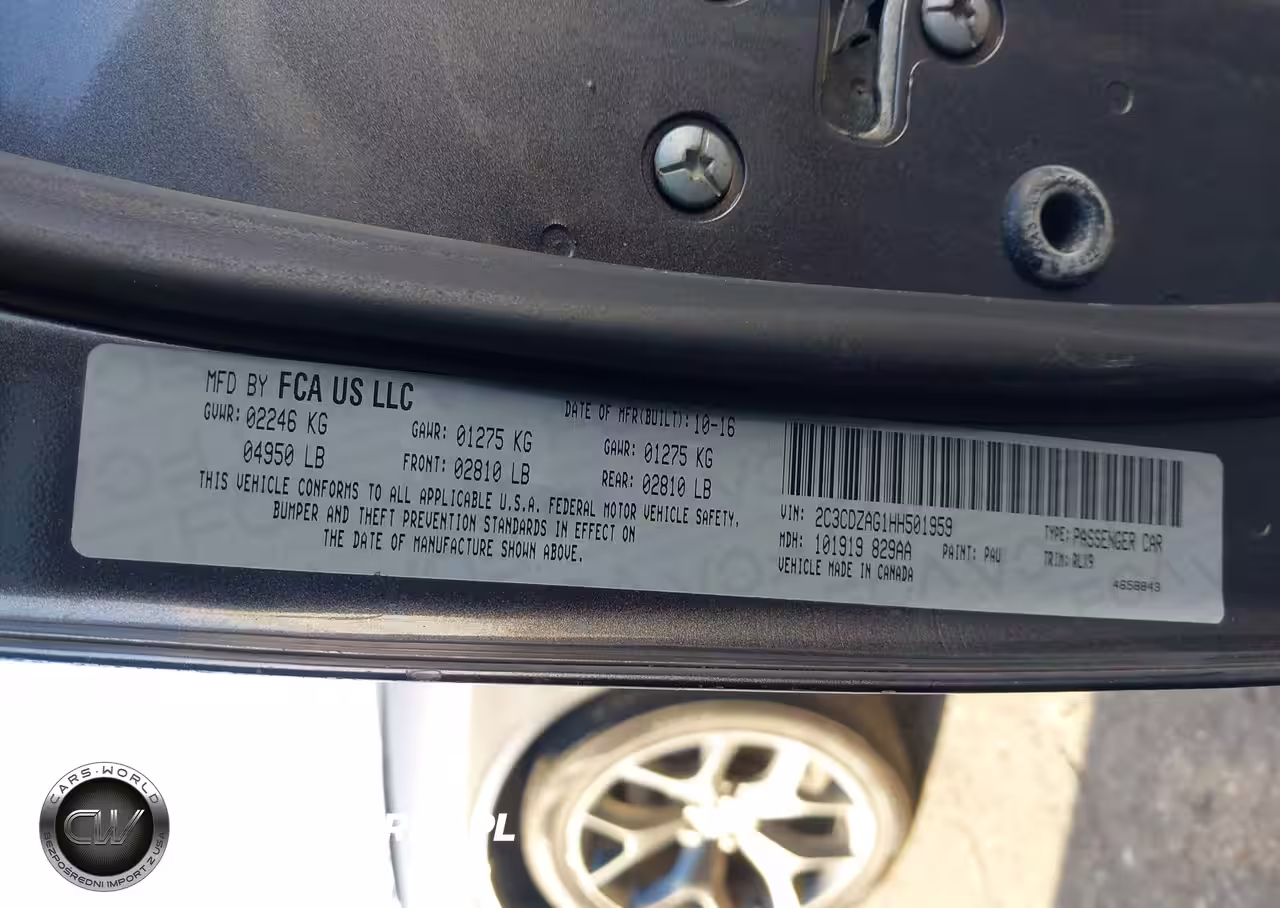 MFD BY FCA US LLC
DATE OF MFR(BUILT): 10-16
GVWR: 02246 KG
GAWR: 01275 KG
GAWR: 01275 KG
04950 LB
FRONT: 02810 LB
REAR: 02810 LB
THIS VEHICLE CONFORMS TO ALL APPLICABLE U.S.A. FEDERAL MOTOR VEHICLE SAFETY,
BUMPER AND THEFT PREVENTION STANDARDS IN EFFECT ON
THE DATE OF MANUFACTURE SHOWN ABOVE.
VIN: 2C3CDZAG1HH501959
TYPE: PASSENGER CAR
MDH: 101919 829AA
PAINT: PAU
TRIM: RLX9
VEHICLE MADE IN CANADA
4658843
CARS-WORLD
CW
BEZPOŚREDNI IMPORT Z USA
PL